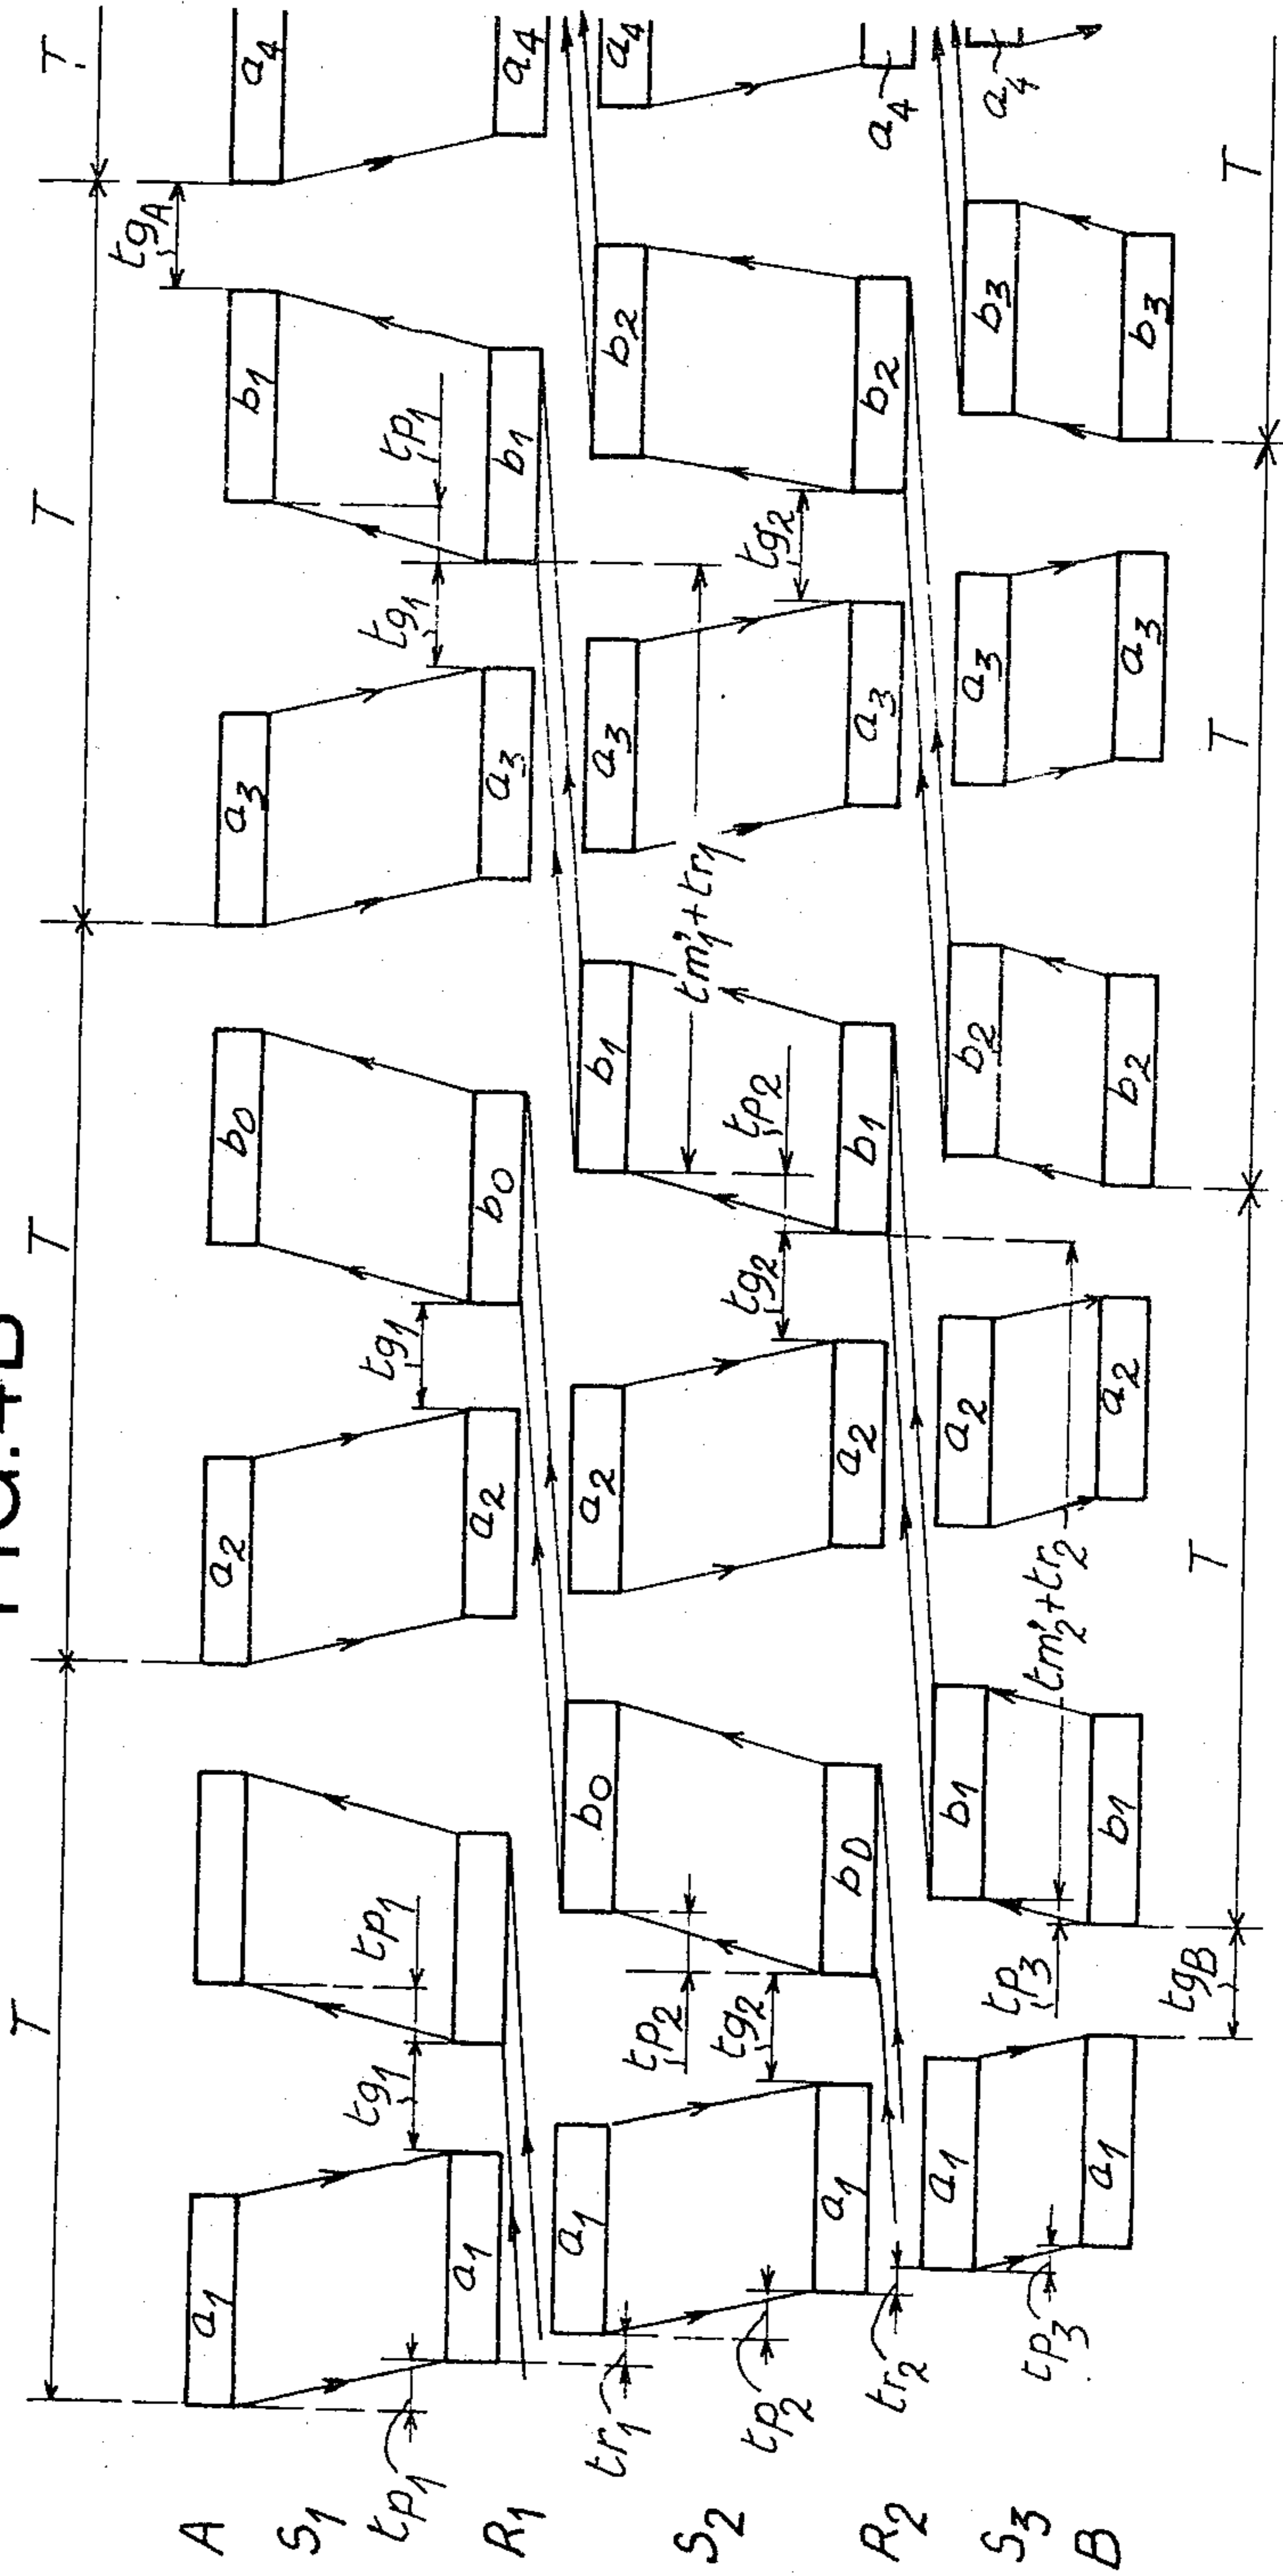 FIG.4B
T T T T T
tgA
A a1 a2 b0 a3 b1 a4
S1
tp1 tg1 tp1 tg1 tg1 tp1
R1 a1 a2 b0 a3 b1 a4
a1 b0 a2 b1 a3 b2 a4
tr1
tp2 tm'1+tr1
S2
tp2 tg2 tg2 tp2 tg2
R2 a1 b0 a2 b1 a3 b2 a4
tr2
a1 b1 a2 b2 a3 b3 a4
S3
tp3 tp3 tm'2+tr2
B a1 b1 a2 b2 a3 b3
tgB T T T